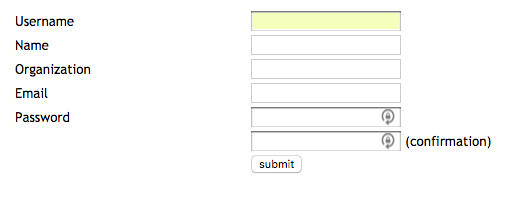 Username
Name
Organization
Email
Password
(confirmation)
submit